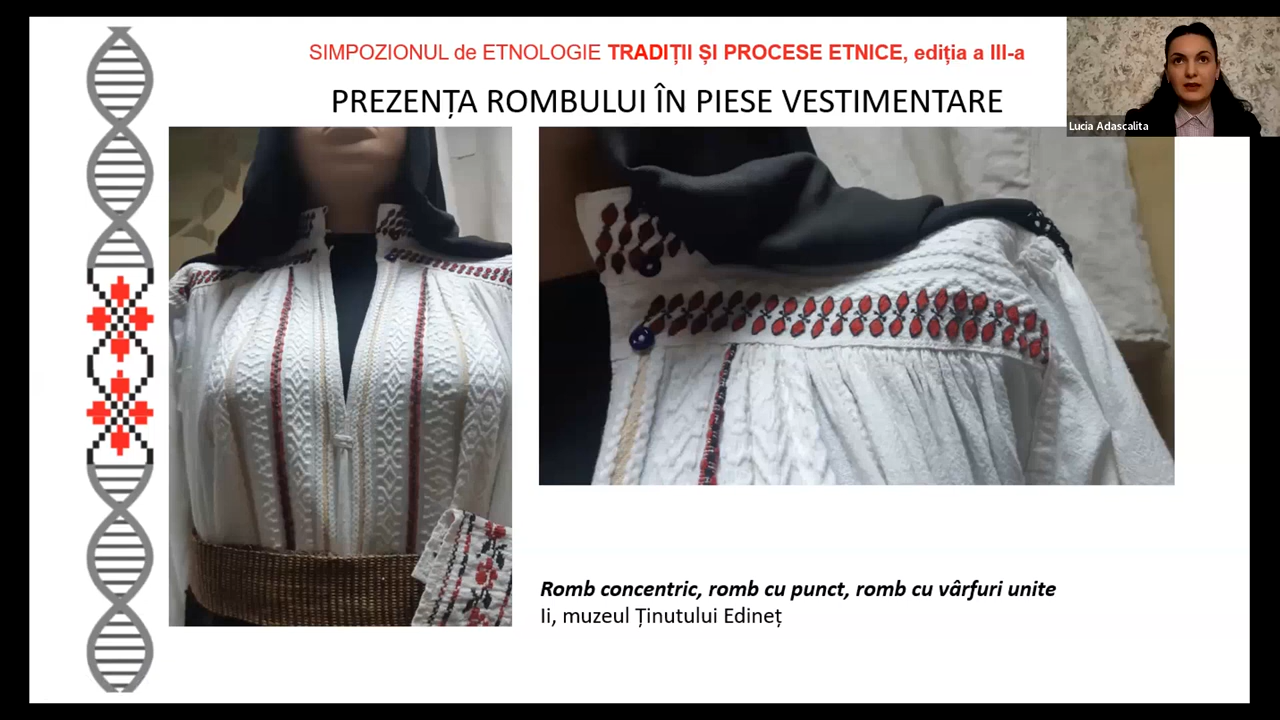 SIMPOZIONUL de ETNOLOGIE TRADIȚII ȘI PROCESE ETNICE, ediția a III-a
PREZENȚA ROMBULUI ÎN PIESE VESTIMENTARE
Lucia Adascalita
Romb concentric, romb cu punct, romb cu vârfuri unite
Ii, muzeul Ținutului Edineț